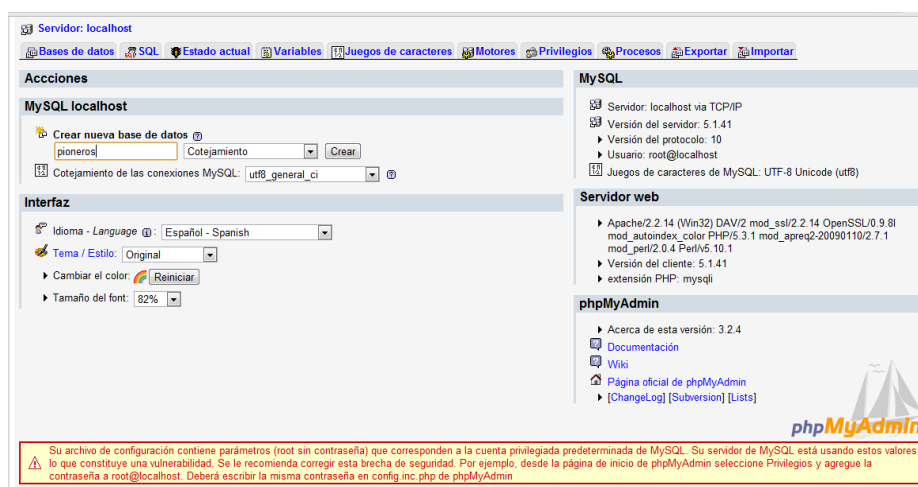 Servidor: localhost
Bases de datos SQL Estado actual Variables Juegos de caracteres Motores Privilegios Procesos Exportar Importar
Accciones
MySQL localhost
Crear nueva base de datos
pioneros Cotejamiento Crear
Cotejamiento de las conexiones MySQL: utf8_general_ci
Interfaz
Idioma - Language : Español - Spanish
Tema / Estilo: Original
Cambiar el color: Reiniciar
Tamaño del font: 82%
MySQL
Servidor: localhost via TCP/IP
Versión del servidor: 5.1.41
Versión del protocolo: 10
Usuario: root@localhost
Juegos de caracteres de MySQL: UTF-8 Unicode (utf8)
Servidor web
Apache/2.2.14 (Win32) DAV/2 mod_ssl/2.2.14 OpenSSL/0.9.8l
mod_autoindex_color PHP/5.3.1 mod_apreq2-20090110/2.7.1
mod_perl/2.0.4 Perl/v5.10.1
Versión del cliente: 5.1.41
extensión PHP: mysqli
phpMyAdmin
Acerca de esta versión: 3.2.4
Documentación
Wiki
Página oficial de phpMyAdmin
[ChangeLog] [Subversion] [Lists]
phpMyAdmin
Su archivo de configuración contiene parámetros (root sin contraseña) que corresponden a la cuenta privilegiada predeterminada de MySQL. Su servidor de MySQL está usando estos valores,
lo que constituye una vulnerabilidad. Se le recomienda corregir esta brecha de seguridad. Por ejemplo, desde la página de inicio de phpMyAdmin seleccione Privilegios y agregue la
contraseña a root@localhost. Deberá escribir la misma contraseña en config.inc.php de phpMyAdmin